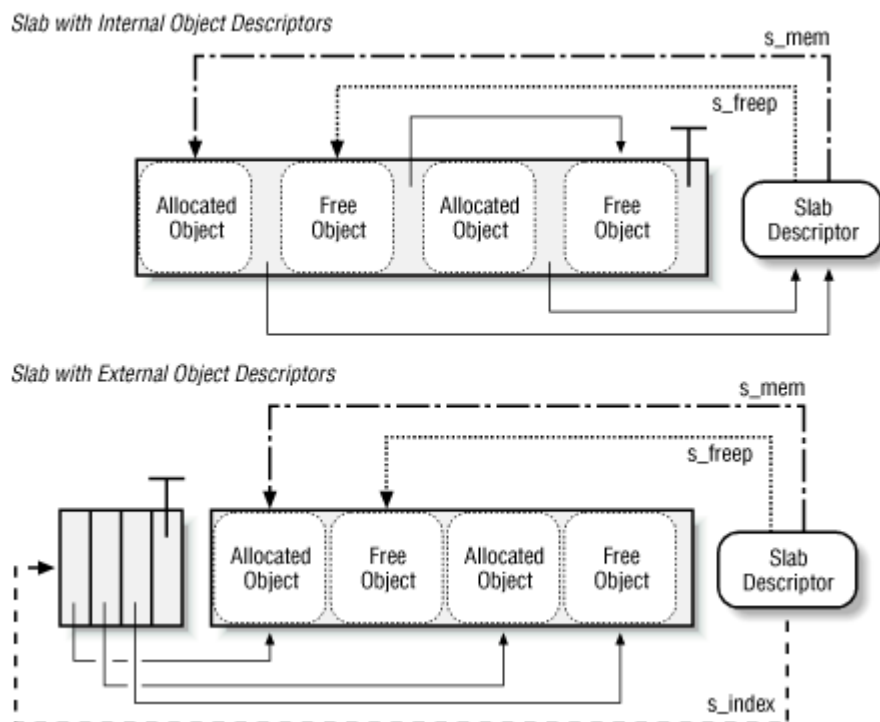 Slab with Internal Object Descriptors
s_mem
s_freep
Allocated
Object
Free
Object
Allocated
Object
Free
Object
Slab
Descriptor
Slab with External Object Descriptors
s_mem
s_freep
Allocated
Object
Free
Object
Allocated
Object
Free
Object
Slab
Descriptor
s_index